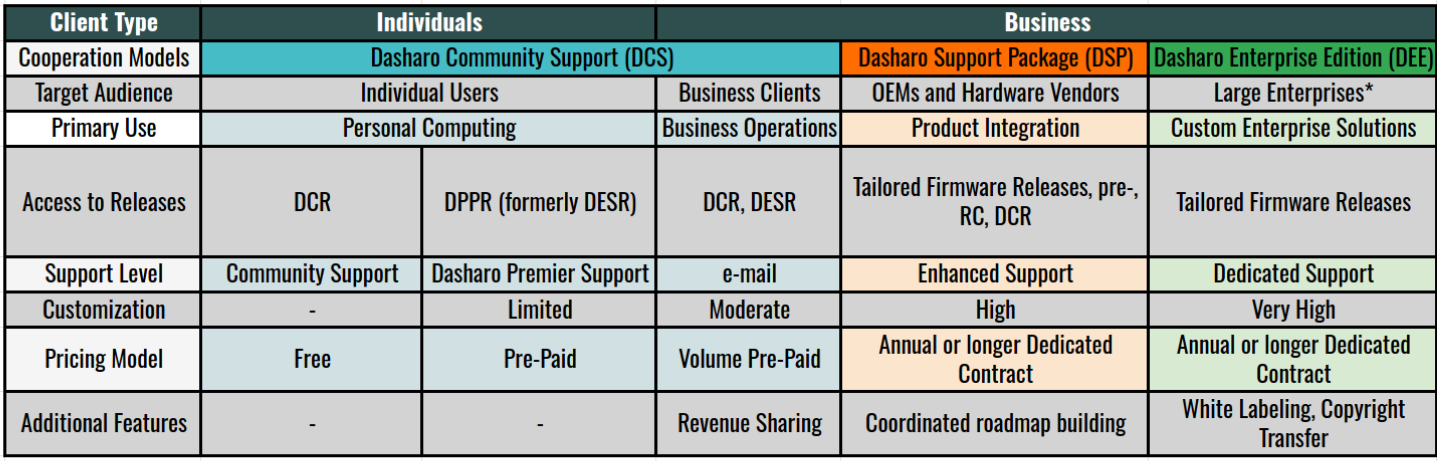 Client Type Individuals Business
Cooperation Models Dasharo Community Support (DCS) Dasharo Support Package (DSP) Dasharo Enterprise Edition (DEE)
Target Audience Individual Users Business Clients OEMs and Hardware Vendors Large Enterprises*
Primary Use Personal Computing Business Operations Product Integration Custom Enterprise Solutions
Access to Releases DCR DPPR (formerly DESR) DCR, DESR Tailored Firmware Releases, pre-,
RC, DCR Tailored Firmware Releases
Support Level Community Support Dasharo Premier Support e-mail Enhanced Support Dedicated Support
Customization - Limited Moderate High Very High
Pricing Model Free Pre-Paid Volume Pre-Paid Annual or longer Dedicated
Contract Annual or longer Dedicated
Contract
Additional Features - - Revenue Sharing Coordinated roadmap building White Labeling, Copyright
Transfer